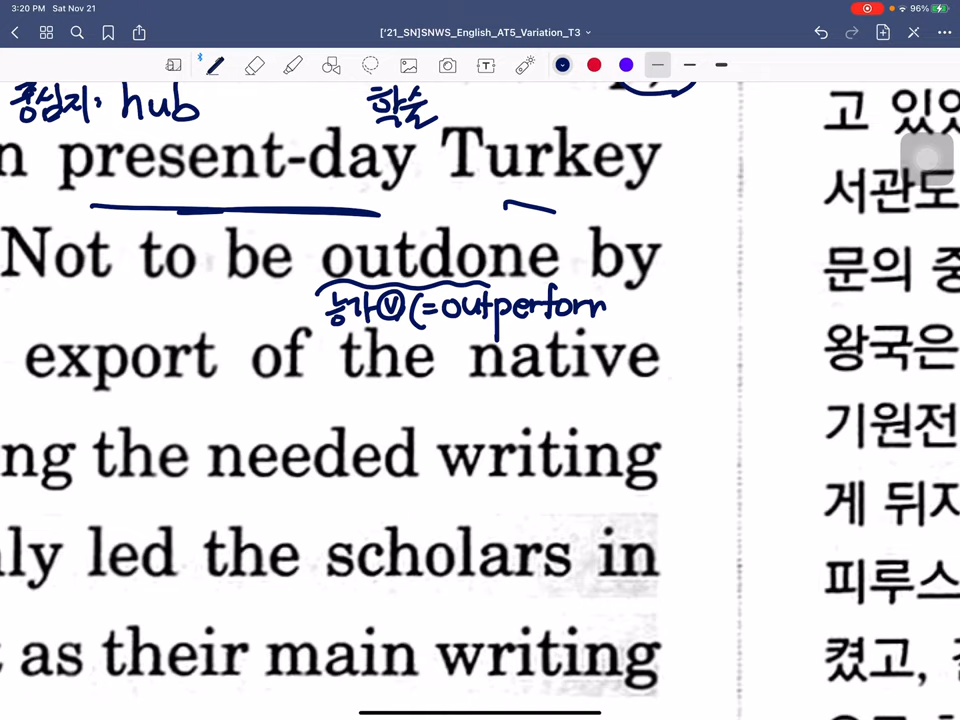 3:20 PM Sat Nov 21
96%
['21_SN]SNWS_English_AT5_Variation_T3
중심지: hub
학술
n present-day Turkey
Not to be outdone by
능가 ⓥ (= outperform
export of the native
ng the needed writing
ly led the scholars in
as their main writing
고 있었
서관도
문의 중
왕국은
기원전
게 뒤지
피루스
켰고,